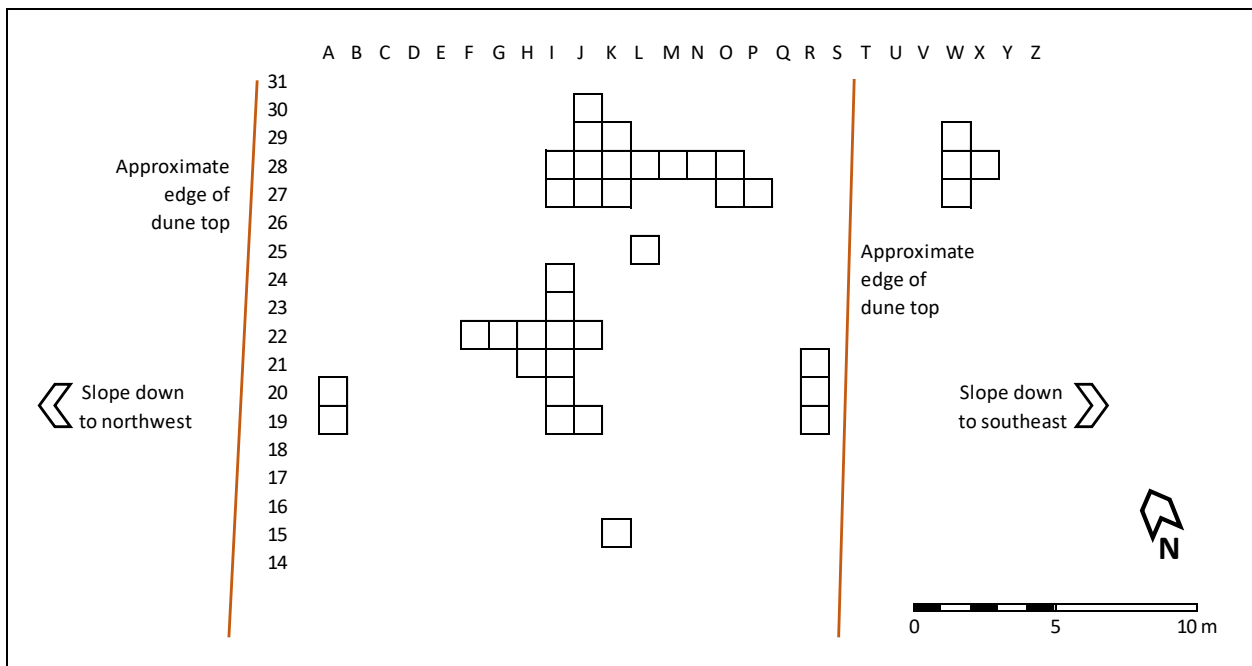 A B C D E F G H I J K L M N O P Q R S T U V W X Y Z
31
30
29
28
27
26
25
24
23
22
21
20
19
18
17
16
15
14
Approximate
edge of
dune top
Approximate
edge of
dune top
Slope down
to northwest
Slope down
to southeast
N
0 5 10 m